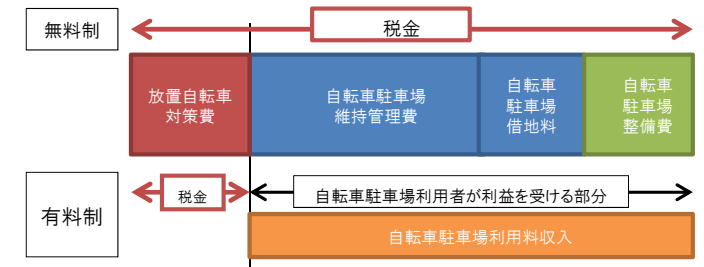 無料制
税金
放置自転車
対策費
自転車駐車場
維持管理費
自転車
駐車場
借地料
自転車
駐車場
整備費
有料制
税金
自転車駐車場利用者が利益を受ける部分
自転車駐車場利用料収入